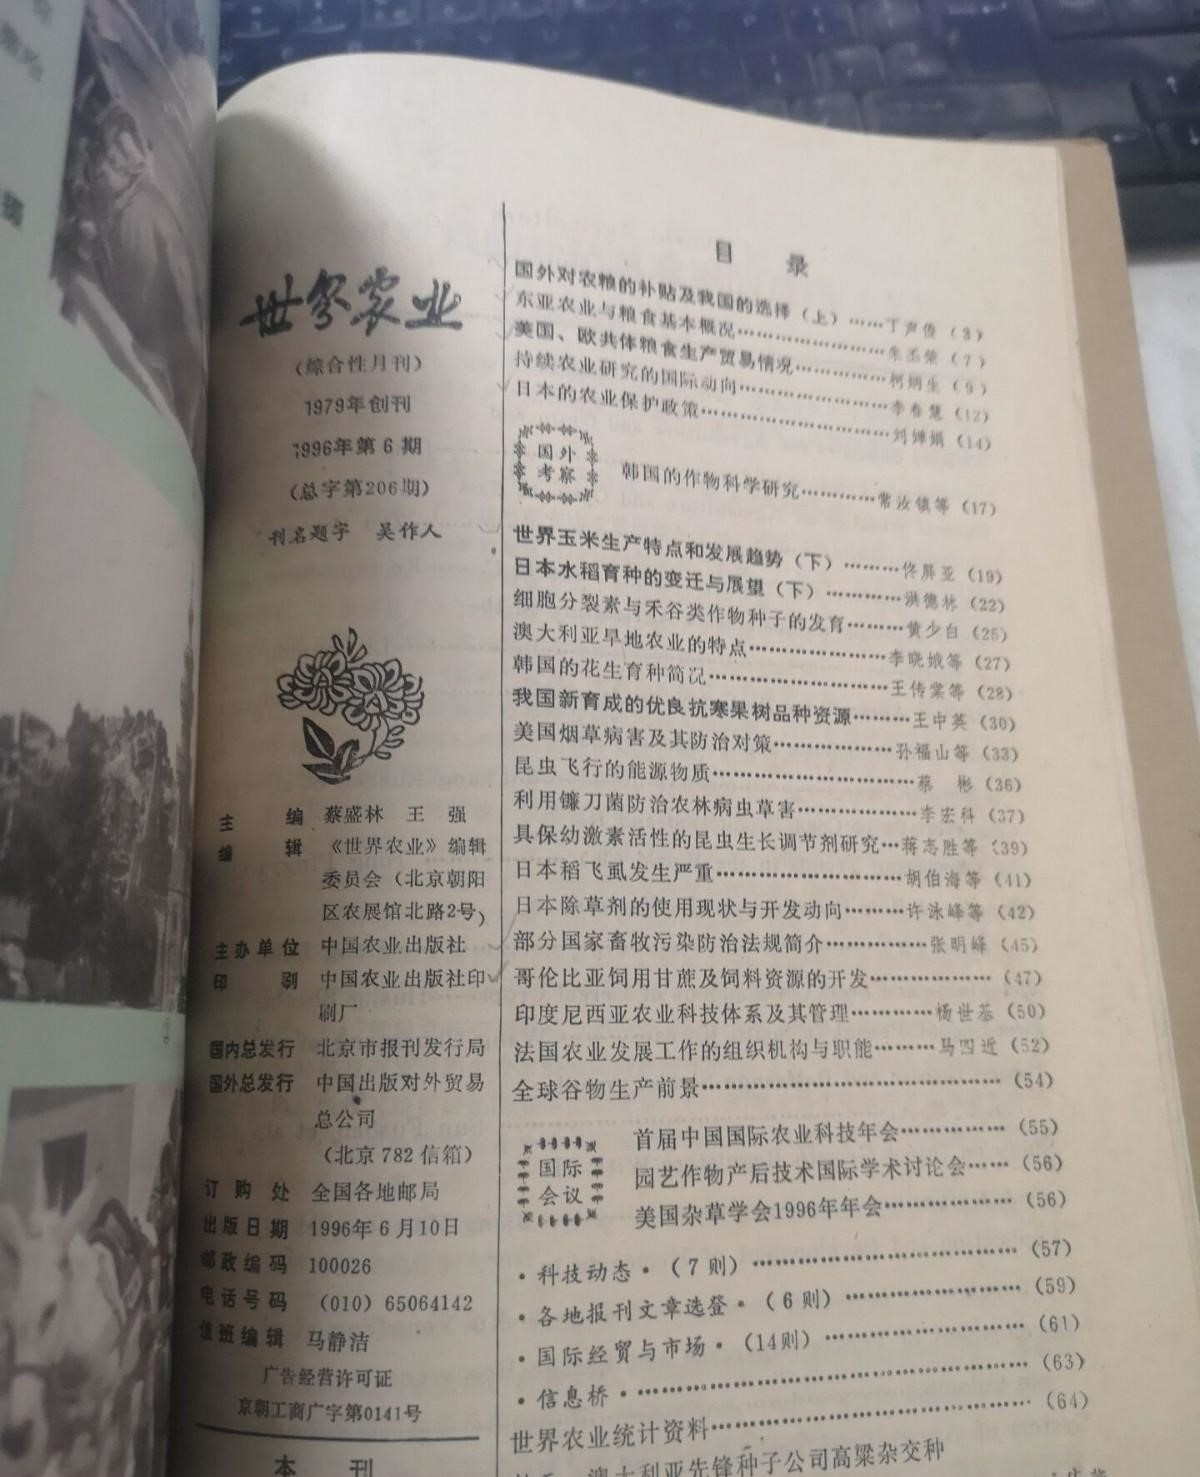 世界农业
(综合性月刊)
1979年创刊
1996年第6期
(总字第206期)
刊名题字 吴作人
主 编 蔡盛林 王 强
编 辑 《世界农业》编辑
委员会(北京朝阳
区农展馆北路2号)
主办单位 中国农业出版社
印 刷 中国农业出版社印
刷厂
国内总发行 北京市报刊发行局
国外总发行 中国出版对外贸易
总公司
(北京782信箱)
订 购 处 全国各地邮局
出版日期 1996年6月10日
邮政编码 100026
电话号码 (010)65064142
值班编辑 马静洁
广告经营许可证
京朝工商广字第0141号
本 刊
目 录
国外对农粮的补贴及我国的选择(上)……丁声俊(3)
东亚农业与粮食基本概况………………朱丕荣(7)
美国、欧共体粮食生产贸易情况…………柯炳生(9)
持续农业研究的国际动向………………李春慧(12)
日本的农业保护政策……………………刘婵娟(14)
国外
考察
韩国的作物科学研究…………常汝镇等(17)
世界玉米生产特点和发展趋势(下)………佟屏亚(19)
日本水稻育种的变迁与展望(下)…………洪德林(22)
细胞分裂素与禾谷类作物种子的发育………黄少白(25)
澳大利亚旱地农业的特点…………………李晓娥等(27)
韩国的花生育种简况………………………王传棠等(28)
我国新育成的优良抗寒果树品种资源………王中英(30)
美国烟草病害及其防治对策………………孙福山等(33)
昆虫飞行的能源物质…………………………蔡 彬(36)
利用镰刀菌防治农林病虫草害………………李宏科(37)
具保幼激素活性的昆虫生长调节剂研究…蒋志胜等(39)
日本稻飞虱发生严重………………………胡伯海等(41)
日本除草剂的使用现状与开发动向………许泳峰等(42)
部分国家畜牧污染防治法规简介……………张明峰(45)
哥伦比亚饲用甘蔗及饲料资源的开发………………(47)
印度尼西亚农业科技体系及其管理…………杨世基(50)
法国农业发展工作的组织机构与职能………马四近(52)
全球谷物生产前景……………………………………(54)
国际
会议
首届中国国际农业科技年会……………(55)
园艺作物产后技术国际学术讨论会……(56)
美国杂草学会1996年年会………………(56)
·科技动态·(7则)…………………………………(57)
·各地报刊文章选登·(6则)………………………(59)
·国际经贸与市场·(14则)…………………………(61)
·信息桥·………………………………………………(63)
世界农业统计资料………………………………………(64)
澳大利亚先锋种子公司高粱杂交种